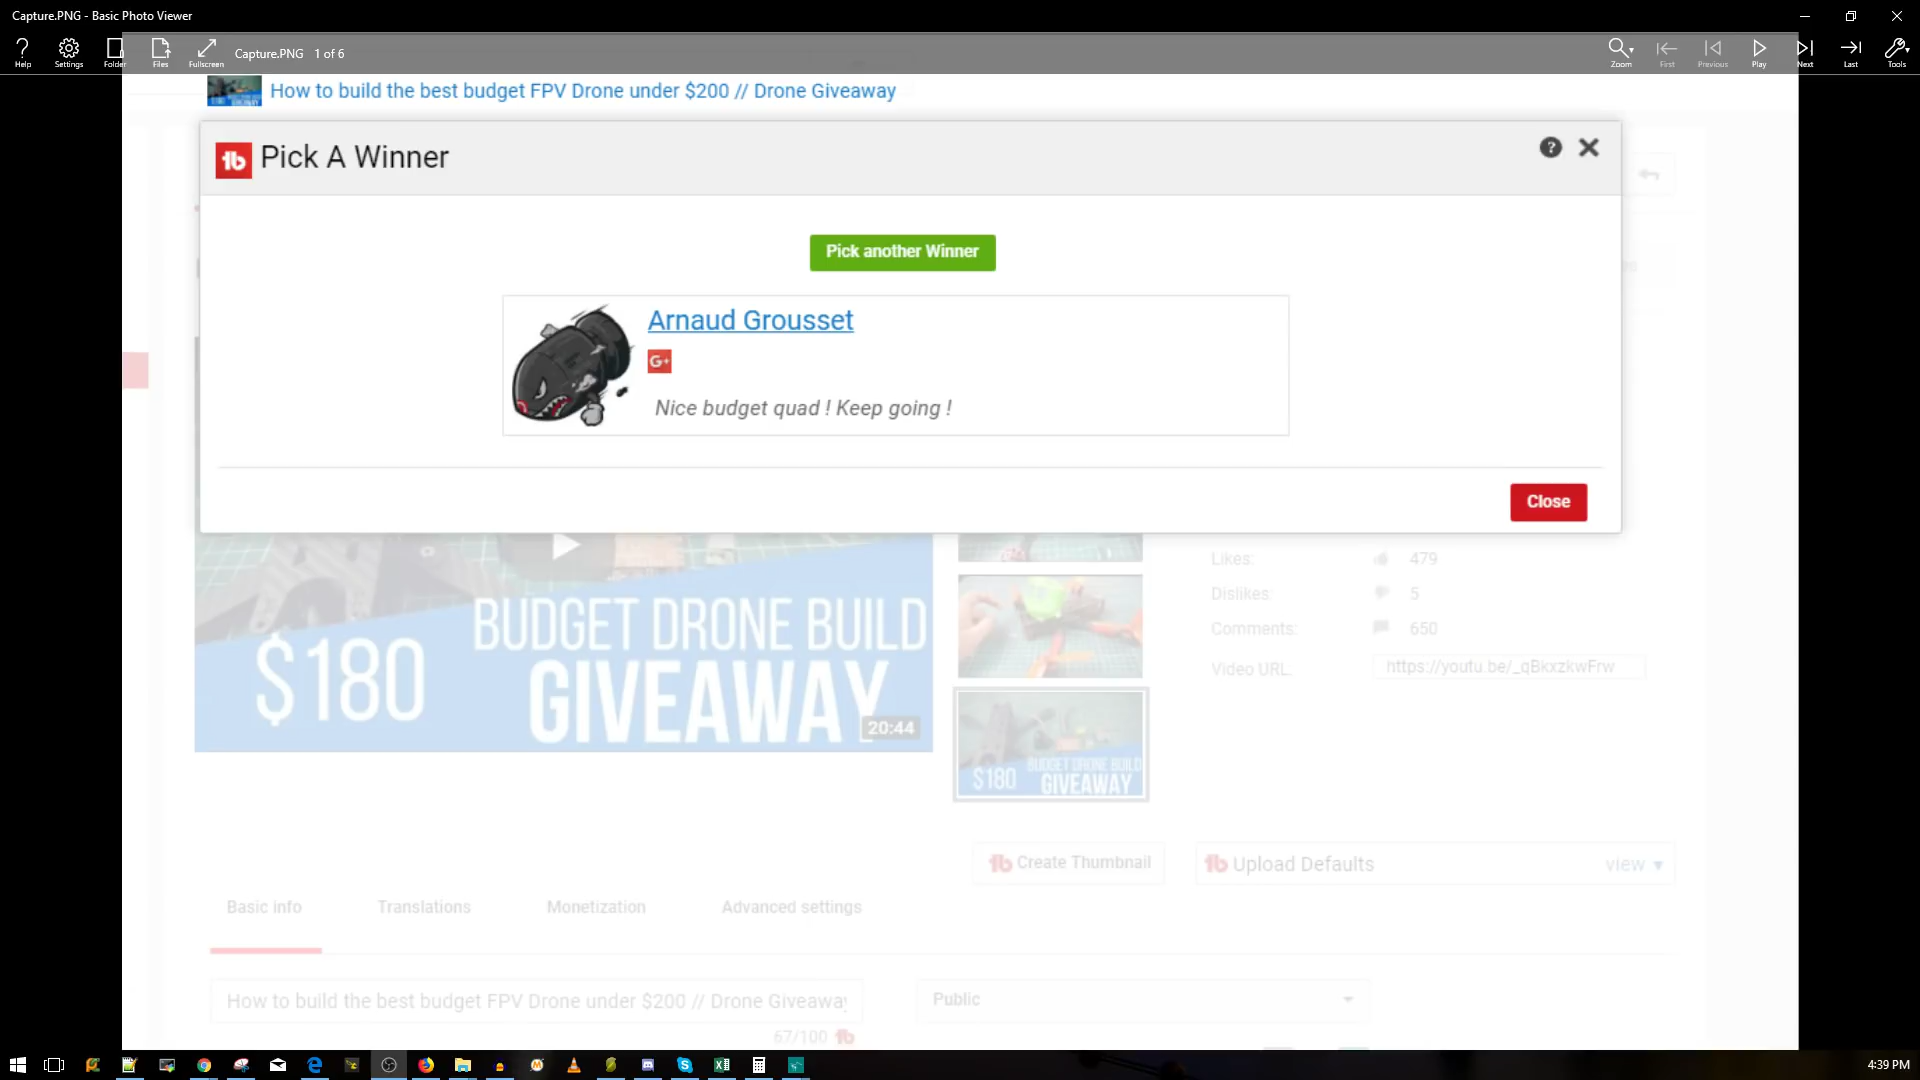 Capture.PNG - Basic Photo Viewer
Help
Settings
Folder
Files
Fullscreen
Capture.PNG 1 of 6
Zoom
First
Previous
Play
Next
Last
Tools
How to build the best budget FPV Drone under $200 // Drone Giveaway
Pick A Winner
Pick another Winner
Arnaud Grousset
G+
Nice budget quad ! Keep going !
Close
Likes: 479
Dislikes: 5
Comments: 650
Video URL: https://youtu.be/_qBkxzkwFrw
$180
BUDGET DRONE BUILD
GIVEAWAY
20:44
$180
BUDGET DRONE BUILD
GIVEAWAY
Create Thumbnail
Upload Defaults
view
Basic info
Translations
Monetization
Advanced settings
How to build the best budget FPV Drone under $200 // Drone Giveaway
Public
67/100
4:39 PM